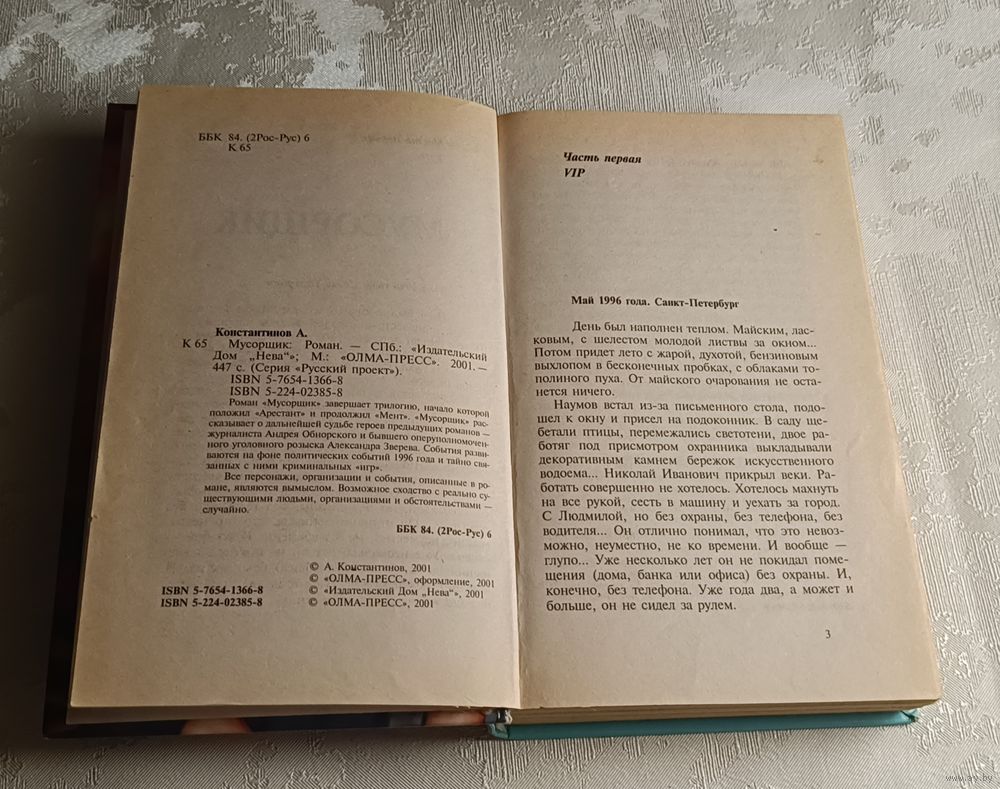 ББК 84. (2Рос-Рус) 6
К 65
Константинов А.
К 65 Мусорщик: Роман. — СПб.: «Издательский
Дом „Нева“»; М.: «ОЛМА-ПРЕСС». 2001. —
447 с. (Серия «Русский проект»).
ISBN 5-7654-1366-8
ISBN 5-224-02385-8
Роман «Мусорщик» завершает трилогию, начало которой
положил «Арестант» и продолжил «Мент». «Мусорщик» рас-
сказывает о дальнейшей судьбе героев предыдущих романов —
журналиста Андрея Обнорского и бывшего оперуполномочен-
ного уголовного розыска Александра Зверева. События разви-
ваются на фоне политических событий 1996 года и тайно свя-
занных с ними криминальных «игр».
Все персонажи, организации и события, описанные в ро-
мане, являются вымыслом. Возможное сходство с реально су-
ществующими людьми, организациями и обстоятельствами —
случайно.
ББК 84. (2Рос-Рус) 6
© А. Константинов, 2001
© «ОЛМА-ПРЕСС», оформление, 2001
ISBN 5-7654-1366-8 © «Издательский Дом „Нева“», 2001
ISBN 5-224-02385-8 © «ОЛМА-ПРЕСС», 2001
Часть первая
VIP
Май 1996 года. Санкт-Петербург
День был наполнен теплом. Майским, лас-
ковым, с шелестом молодой листвы за окном...
Потом придет лето с жарой, духотой, бензиновым
выхлопом в бесконечных пробках, с облаками то-
полиного пуха. От майского очарования не оста-
нется ничего.
Наумов встал из-за письменного стола, подо-
шел к окну и присел на подоконник. В саду ще-
бетали птицы, перемежались светотени, двое ра-
ботяг под присмотром охранника выкладывали
декоративным камнем бережок искусственного
водоема... Николай Иванович прикрыл веки. Ра-
ботать совершенно не хотелось. Хотелось махнуть
на все рукой, сесть в машину и уехать за город.
С Людмилой, но без охраны, без телефона, без
водителя... Он отлично понимал, что это невоз-
можно, неуместно, не ко времени. И вообще —
глупо... Уже несколько лет он не покидал поме-
щения (дома, банка или офиса) без охраны. И,
конечно, без телефона. Уже года два, а может и
больше, он не сидел за рулем.
3
www.ay.by